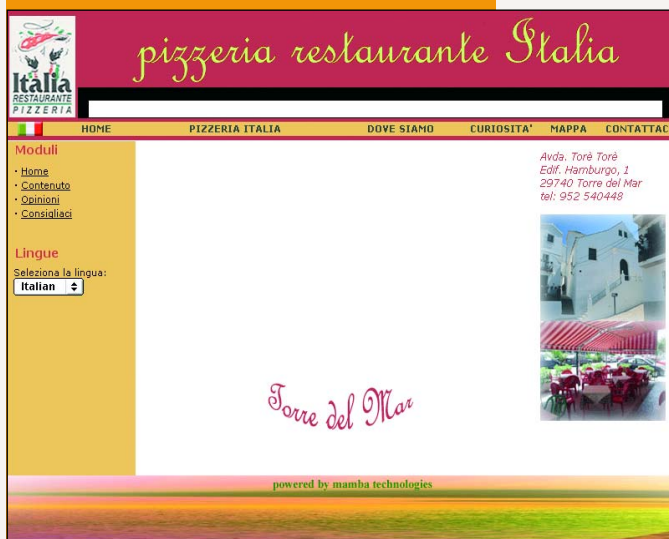 pizzeria restaurante Italia
Italia
RESTAURANTE
PIZZERIA
HOME PIZZERIA ITALIA DOVE SIAMO CURIOSITA' MAPPA CONTATTAC
Moduli
· Home
· Contenuto
· Opinioni
· Consigliaci
Lingue
Seleziona la lingua:
Italian
Avda. Torè Torè
Edif. Hamburgo, 1
29740 Torre del Mar
tel: 952 540448
Torre del Mar
powered by mamba technologies